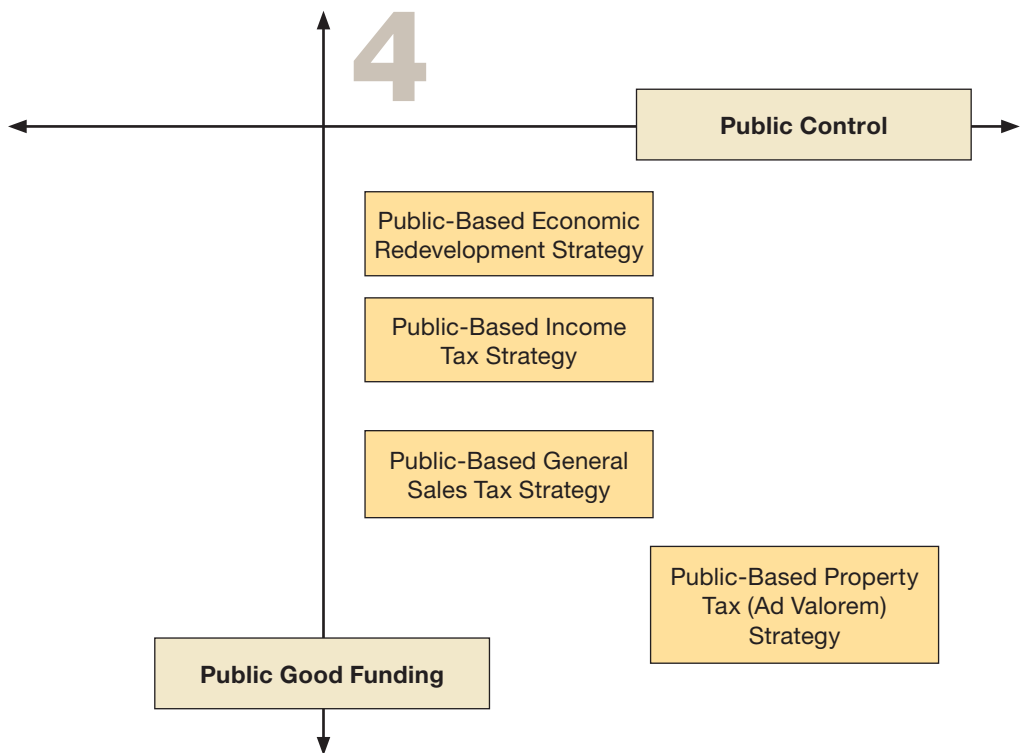 4
Public Control
Public-Based Economic
Redevelopment Strategy
Public-Based Income
Tax Strategy
Public-Based General
Sales Tax Strategy
Public-Based Property
Tax (Ad Valorem)
Strategy
Public Good Funding